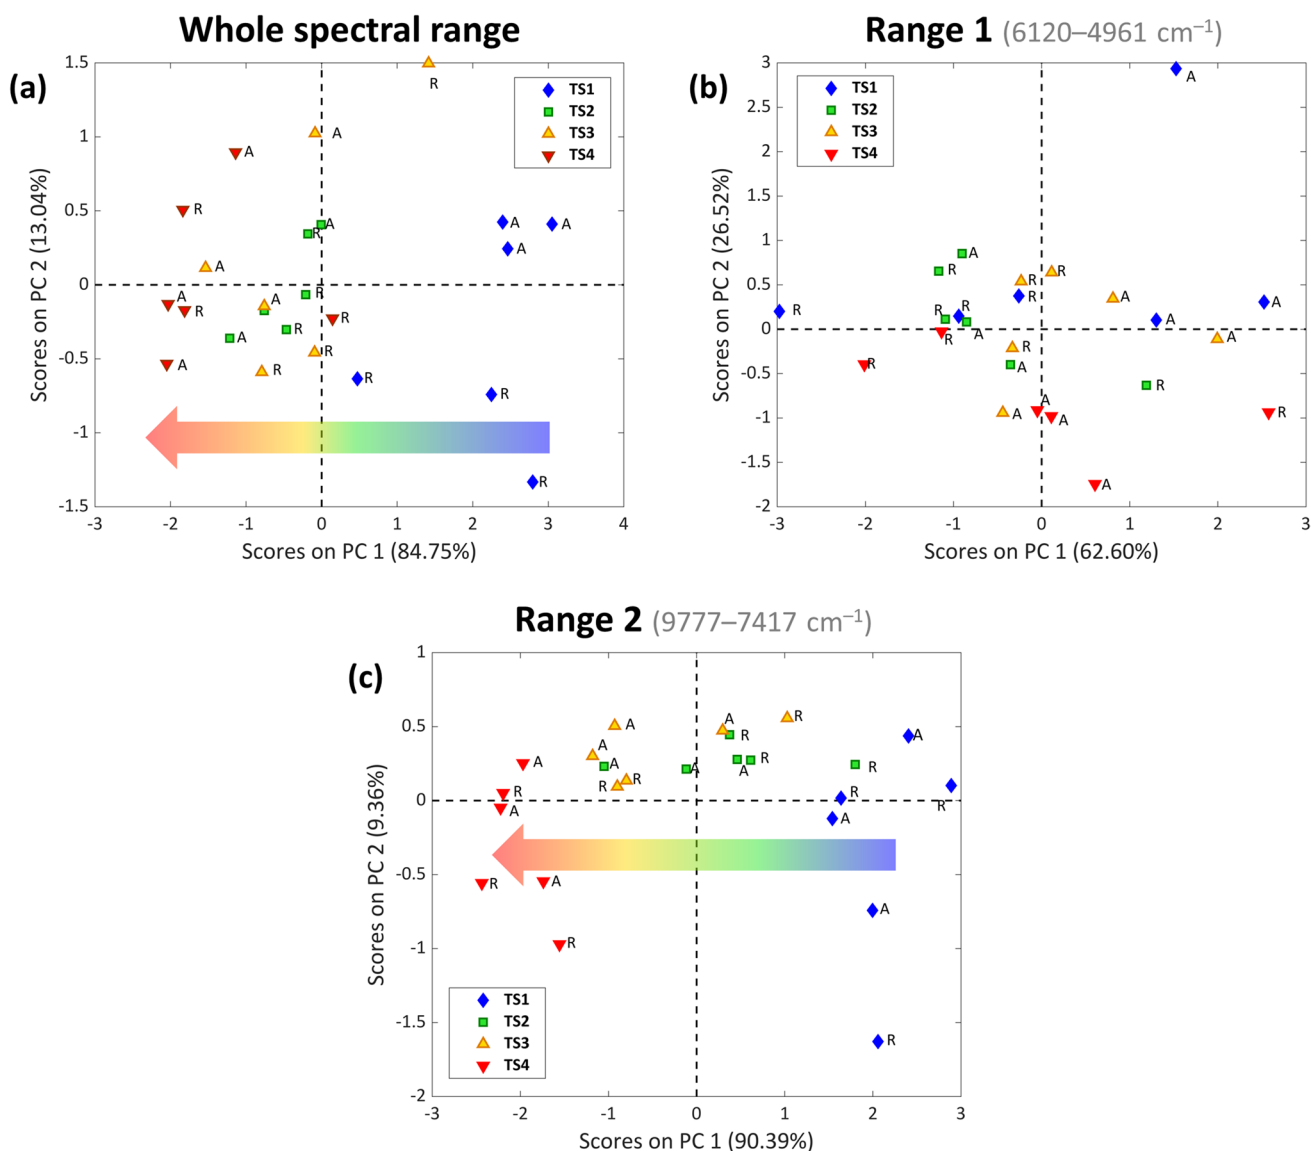 Whole spectral range
(a)
1.5
1
0.5
0
-0.5
-1
-1.5
Scores on PC 2 (13.04%)
TS1
TS2
TS3
TS4
R
A
A
R
A
R
A
A
A
A
A
R
A
R
R
A
R
A
R
R
A
R
R
R
-3
-2
-1
0
1
2
3
4
Scores on PC 1 (84.75%)
Range 1 (6120–4961 cm⁻¹)
(b)
3
2.5
2
1.5
1
0.5
0
-0.5
-1
-1.5
-2
Scores on PC 2 (26.52%)
TS1
TS2
TS3
TS4
A
A
R
R
R
R
A
A
R
R
R
A
A
R
R
A
R
A
R
A
A
A
R
A
-3
-2
-1
0
1
2
3
Scores on PC 1 (62.60%)
Range 2 (9777–7417 cm⁻¹)
(c)
1
0.5
0
-0.5
-1
-1.5
-2
Scores on PC 2 (9.36%)
A
A
R
R
A
A
A
A
A
R
A
R
R
R
R
R
A
R
A
A
R
A
R
R
TS1
TS2
TS3
TS4
-3
-2
-1
0
1
2
3
Scores on PC 1 (90.39%)